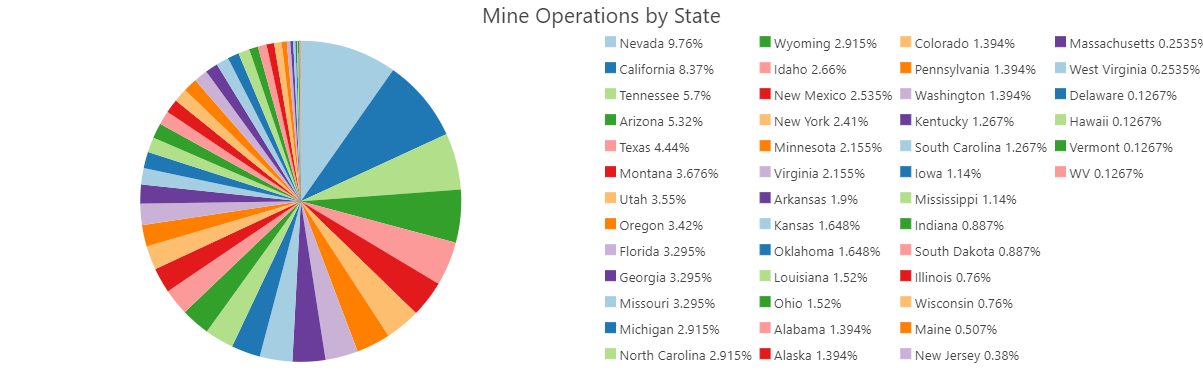 Mine Operations by State
Nevada 9.76%
California 8.37%
Tennessee 5.7%
Arizona 5.32%
Texas 4.44%
Montana 3.676%
Utah 3.55%
Oregon 3.42%
Florida 3.295%
Georgia 3.295%
Missouri 3.295%
Michigan 2.915%
North Carolina 2.915%
Wyoming 2.915%
Idaho 2.66%
New Mexico 2.535%
New York 2.41%
Minnesota 2.155%
Virginia 2.155%
Arkansas 1.9%
Kansas 1.648%
Oklahoma 1.648%
Louisiana 1.52%
Ohio 1.52%
Alabama 1.394%
Alaska 1.394%
Colorado 1.394%
Pennsylvania 1.394%
Washington 1.394%
Kentucky 1.267%
South Carolina 1.267%
Iowa 1.14%
Mississippi 1.14%
Indiana 0.887%
South Dakota 0.887%
Illinois 0.76%
Wisconsin 0.76%
Maine 0.507%
New Jersey 0.38%
Massachusetts 0.2535%
West Virginia 0.2535%
Delaware 0.1267%
Hawaii 0.1267%
Vermont 0.1267%
WV 0.1267%